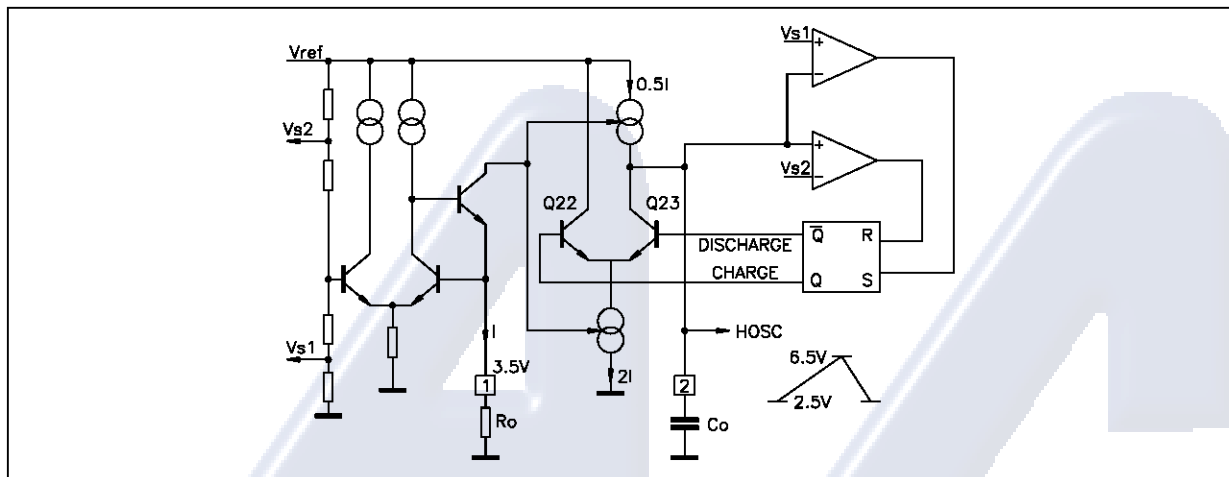 Vref
Vs2
Vs1
I
3.5V
1
Ro
0.5I
Q22
Q23
2I
DISCHARGE
CHARGE
Q̅
R
Q
S
Vs1
+
−
+
Vs2
−
HOSC
2
Co
6.5V
2.5V